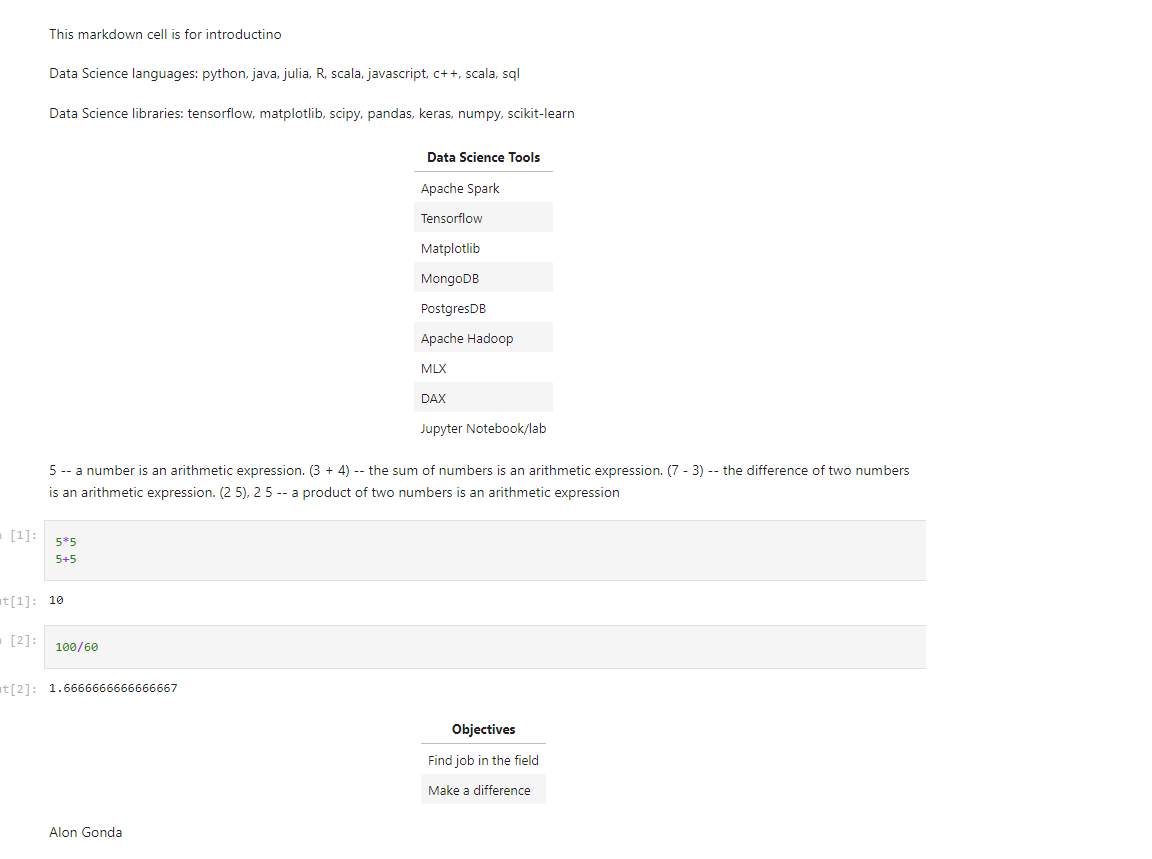 This markdown cell is for introductino
Data Science languages: python, java, julia, R, scala, javascript, c++, scala, sql
Data Science libraries: tensorflow, matplotlib, scipy, pandas, keras, numpy, scikit-learn
Data Science Tools
Apache Spark
Tensorflow
Matplotlib
MongoDB
PostgresDB
Apache Hadoop
MLX
DAX
Jupyter Notebook/lab
5 -- a number is an arithmetic expression. (3 + 4) -- the sum of numbers is an arithmetic expression. (7 - 3) -- the difference of two numbers
is an arithmetic expression. (2 5), 2 5 -- a product of two numbers is an arithmetic expression
[1]:
5*5
5+5
t[1]: 10
[2]:
100/60
t[2]: 1.6666666666666667
Objectives
Find job in the field
Make a difference
Alon Gonda